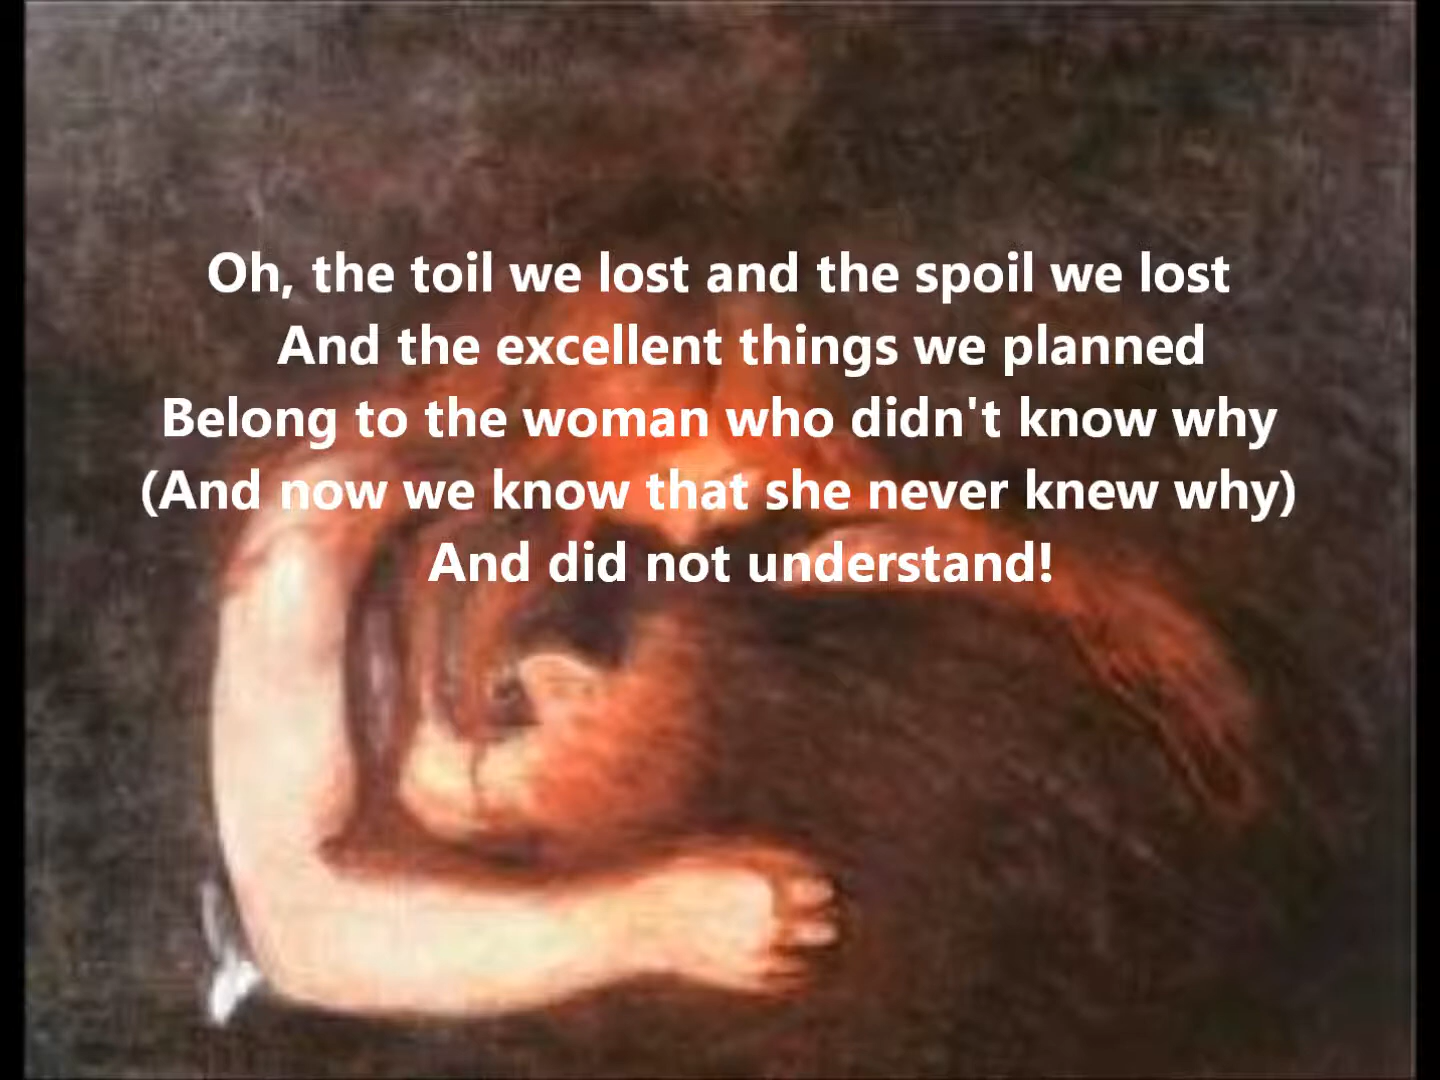 Oh, the toil we lost and the spoil we lost
And the excellent things we planned
Belong to the woman who didn't know why
(And now we know that she never knew why)
And did not understand!